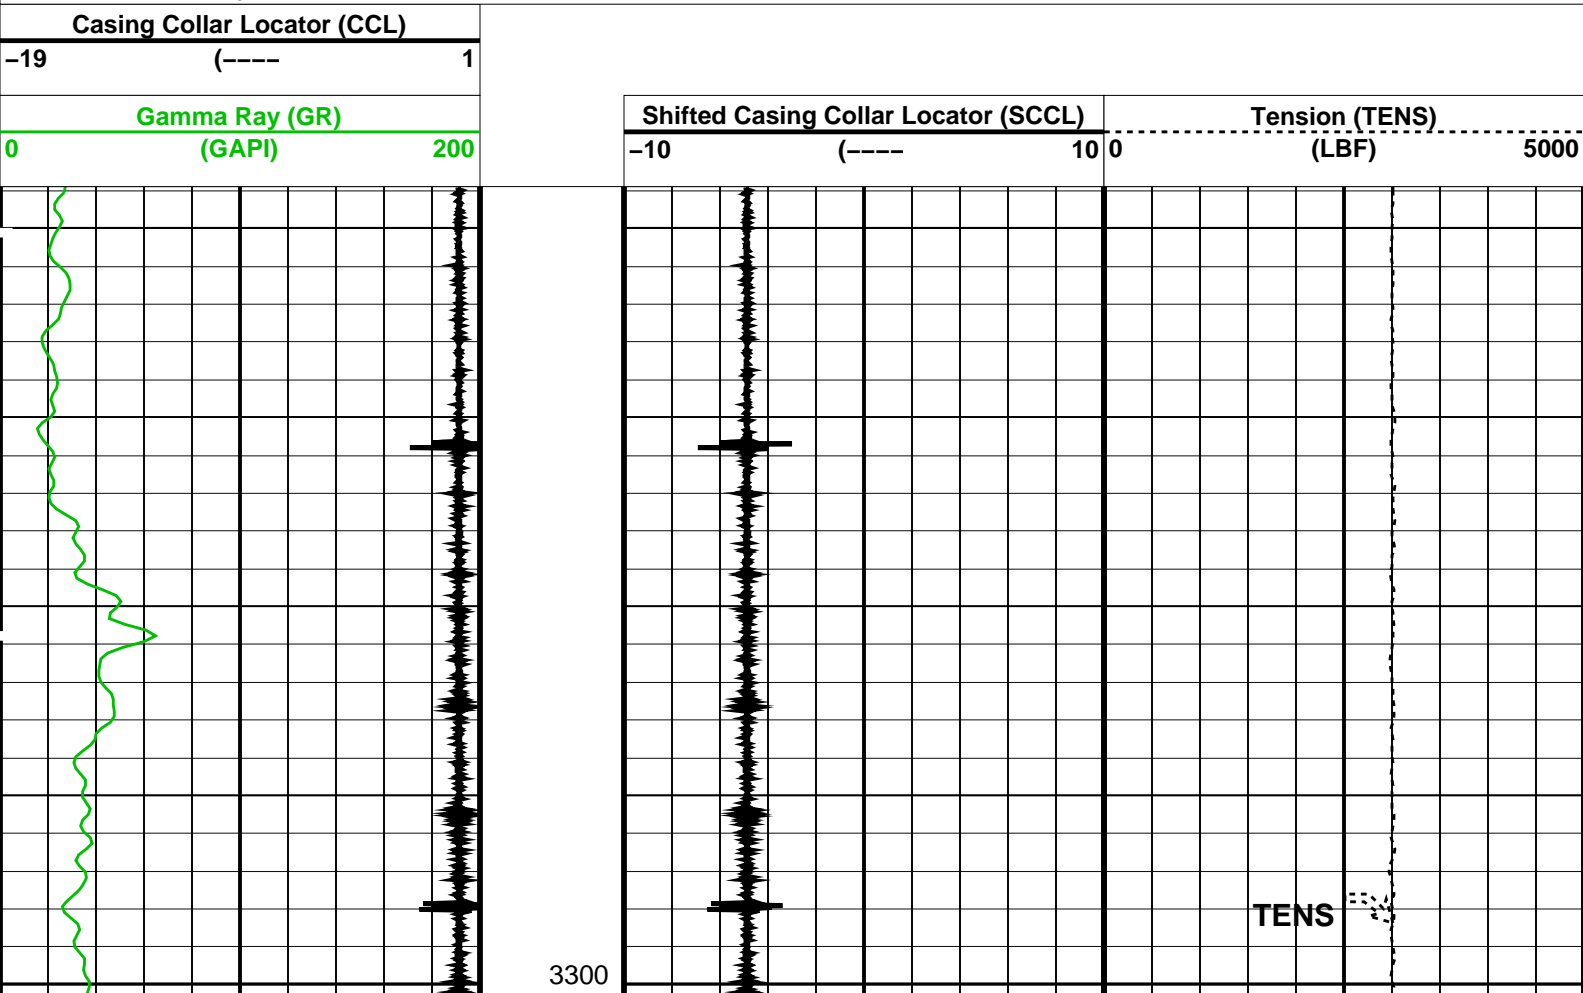 Casing Collar Locator (CCL)
−19 (−−−− 1
Gamma Ray (GR)
0 (GAPI) 200
Shifted Casing Collar Locator (SCCL)
−10 (−−−− 10
Tension (TENS)
0 (LBF) 5000
TENS
3300